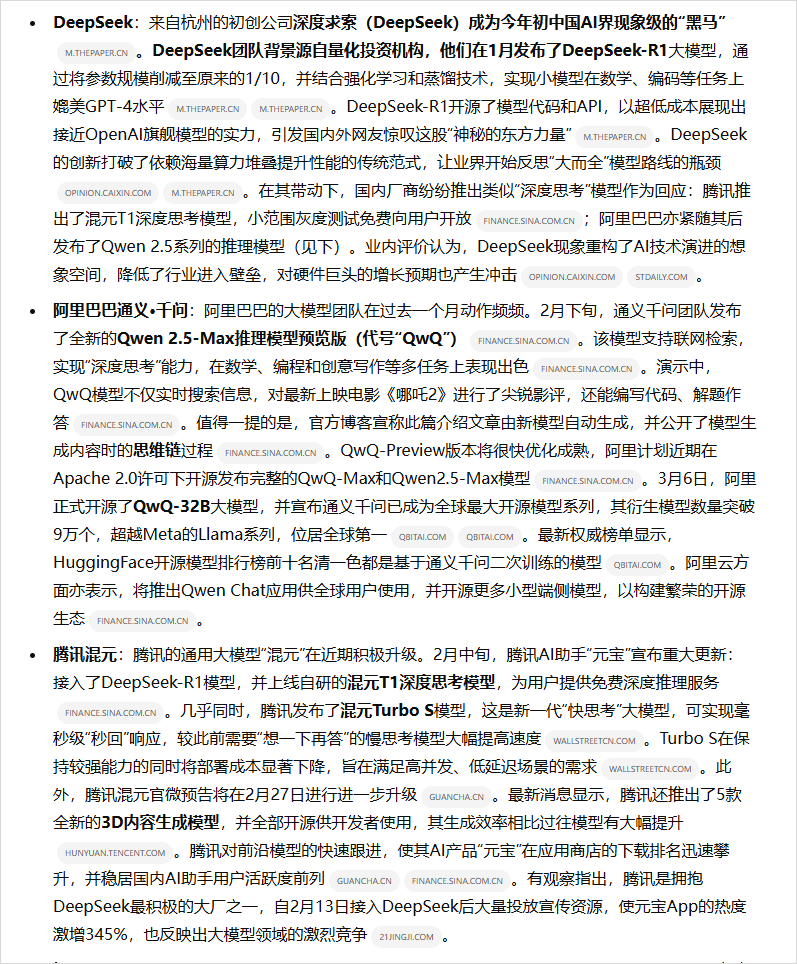 • DeepSeek：来自杭州的初创公司深度求索（DeepSeek）成为今年初中国AI界现象级的“黑马”
M.THEPAPER.CN 。DeepSeek团队背景源自量化投资机构，他们在1月发布了DeepSeek-R1大模型，通
过将参数规模削减至原来的1/10，并结合强化学习和蒸馏技术，实现小模型在数学、编码等任务上
媲美GPT-4水平 M.THEPAPER.CN M.THEPAPER.CN 。DeepSeek-R1开源了模型代码和API，以超低成本展现出
接近OpenAI旗舰模型的实力，引发国内外网友惊叹这股“神秘的东方力量” M.THEPAPER.CN 。DeepSeek
的创新打破了依赖海量算力堆叠提升性能的传统范式，让业界开始反思“大而全”模型路线的瓶颈
OPINION.CAIXIN.COM M.THEPAPER.CN 。在其带动下，国内厂商纷纷推出类似“深度思考”模型作为回应：腾讯推
出了混元T1深度思考模型，小范围灰度测试免费向用户开放 FINANCE.SINA.COM.CN ；阿里巴巴亦紧随其后
发布了Qwen 2.5系列的推理模型（见下）。业内评价认为，DeepSeek现象重构了AI技术演进的想
象空间，降低了行业进入壁垒，对硬件巨头的增长预期也产生冲击 OPINION.CAIXIN.COM STDAILY.COM 。
• 阿里巴巴通义·千问：阿里巴巴的大模型团队在过去一个月动作频频。2月下旬，通义千问团队发布
了全新的Qwen 2.5-Max推理模型预览版（代号“QwQ”） FINANCE.SINA.COM.CN 。该模型支持联网检索，
实现“深度思考”能力，在数学、编程和创意写作等多任务上表现出色 FINANCE.SINA.COM.CN 。演示中，
QwQ模型不仅实时搜索信息，对最新上映电影《哪吒2》进行了尖锐影评，还能编写代码、解题作
答 FINANCE.SINA.COM.CN 。值得一提的是，官方博客宣称此篇介绍文章由新模型自动生成，并公开了模型生
成内容时的思维链过程 FINANCE.SINA.COM.CN 。QwQ-Preview版本将很快优化成熟，阿里计划近期在
Apache 2.0许可下开源发布完整的QwQ-Max和Qwen2.5-Max模型 FINANCE.SINA.COM.CN 。3月6日，阿里
正式开源了QwQ-32B大模型，并宣布通义千问已成为全球最大开源模型系列，其衍生模型数量突破
9万个，超越Meta的Llama系列，位居全球第一 QBITAI.COM QBITAI.COM 。最新权威榜单显示，
HuggingFace开源模型排行榜前十名清一色都是基于通义千问二次训练的模型 QBITAI.COM 。阿里云方
面亦表示，将推出Qwen Chat应用供全球用户使用，并开源更多小型端侧模型，以构建繁荣的开源
生态 FINANCE.SINA.COM.CN 。
• 腾讯混元：腾讯的通用大模型“混元”在近期积极升级。2月中旬，腾讯AI助手“元宝”宣布重大更新：
接入了DeepSeek-R1模型，并上线自研的混元T1深度思考模型，为用户提供免费深度推理服务
FINANCE.SINA.COM.CN 。几乎同时，腾讯发布了混元Turbo S模型，这是新一代“快思考”大模型，可实现毫
秒级“秒回”响应，较此前需要“想一下再答”的慢思考模型大幅提高速度 WALLSTREETCN.COM 。Turbo S在保
持较强能力的同时将部署成本显著下降，旨在满足高并发、低延迟场景的需求 WALLSTREETCN.COM 。此
外，腾讯混元官微预告将在2月27日进行进一步升级 GUANCHA.CN 。最新消息显示，腾讯还推出了5款
全新的3D内容生成模型，并全部开源供开发者使用，其生成效率相比过往模型有大幅提升
HUNYUAN.TENCENT.COM 。腾讯对前沿模型的快速跟进，使其AI产品“元宝”在应用商店的下载排名迅速攀
升，并稳居国内AI助手用户活跃度前列 GUANCHA.CN FINANCE.SINA.COM.CN 。有观察指出，腾讯是拥抱
DeepSeek最积极的大厂之一，自2月13日接入DeepSeek后大量投放宣传资源，使元宝App的热度
激增345%，也反映出大模型领域的激烈竞争 21JINGJI.COM 。